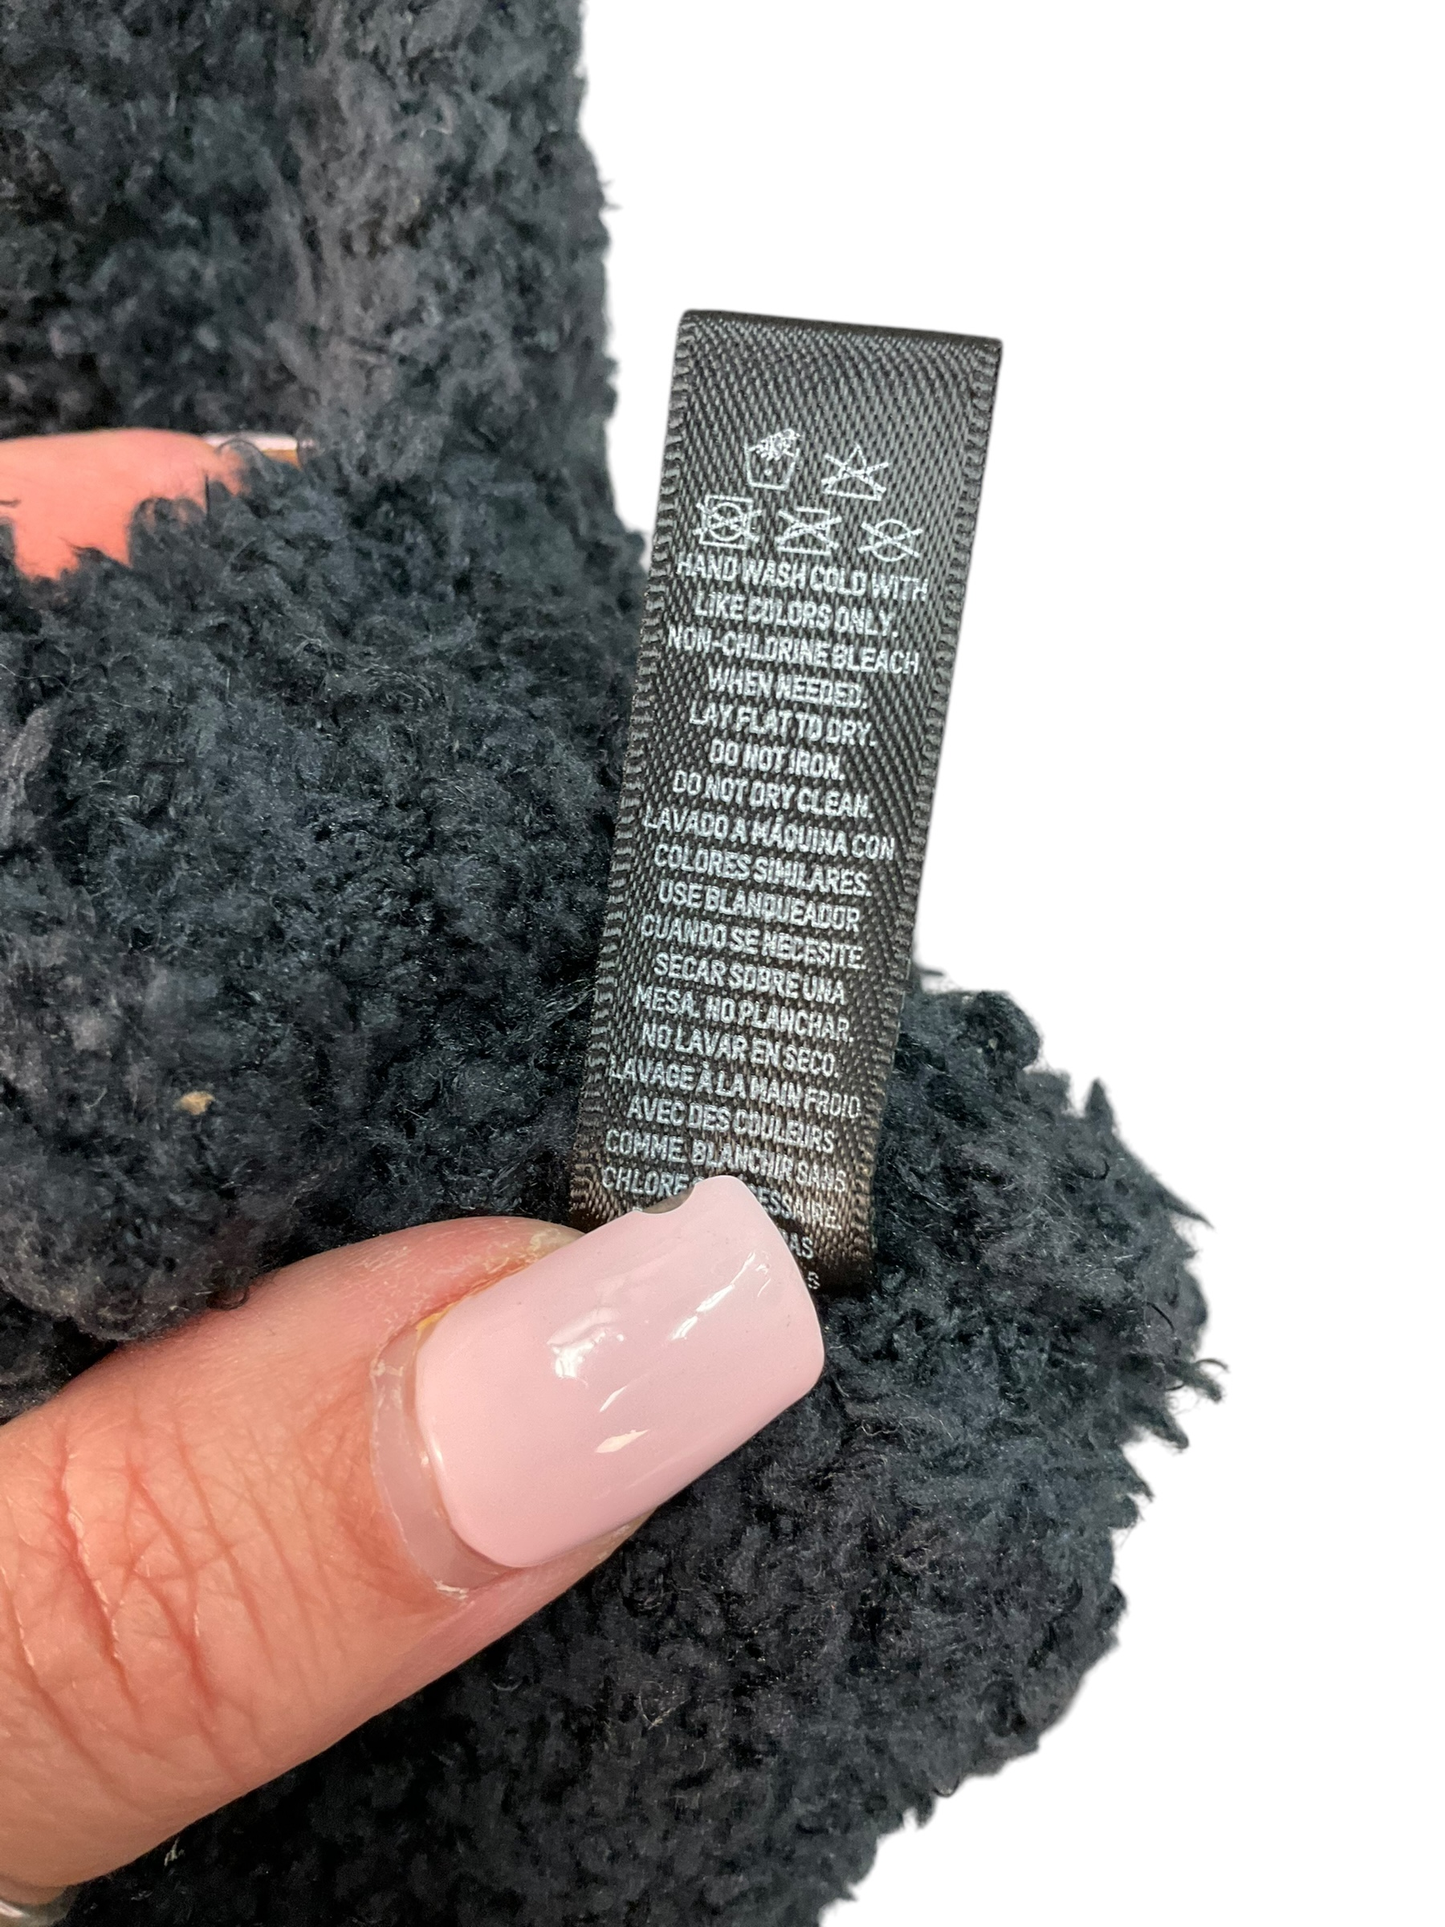 HAND WASH COLD WITH
LIKE COLORS ONLY.
NON-CHLORINE BLEACH
WHEN NEEDED.
LAY FLAT TO DRY.
DO NOT IRON.
DO NOT DRY CLEAN.
LAVADO A MÁQUINA CON
COLORES SIMILARES.
USE BLANQUEADOR
CUANDO SE NECESITE.
SECAR SOBRE UNA
MESA. NO PLANCHAR.
NO LAVAR EN SECO.
LAVAGE À LA MAIN FROID
AVEC DES COULEURS
COMME. BLANCHIR SANS
CHLORE